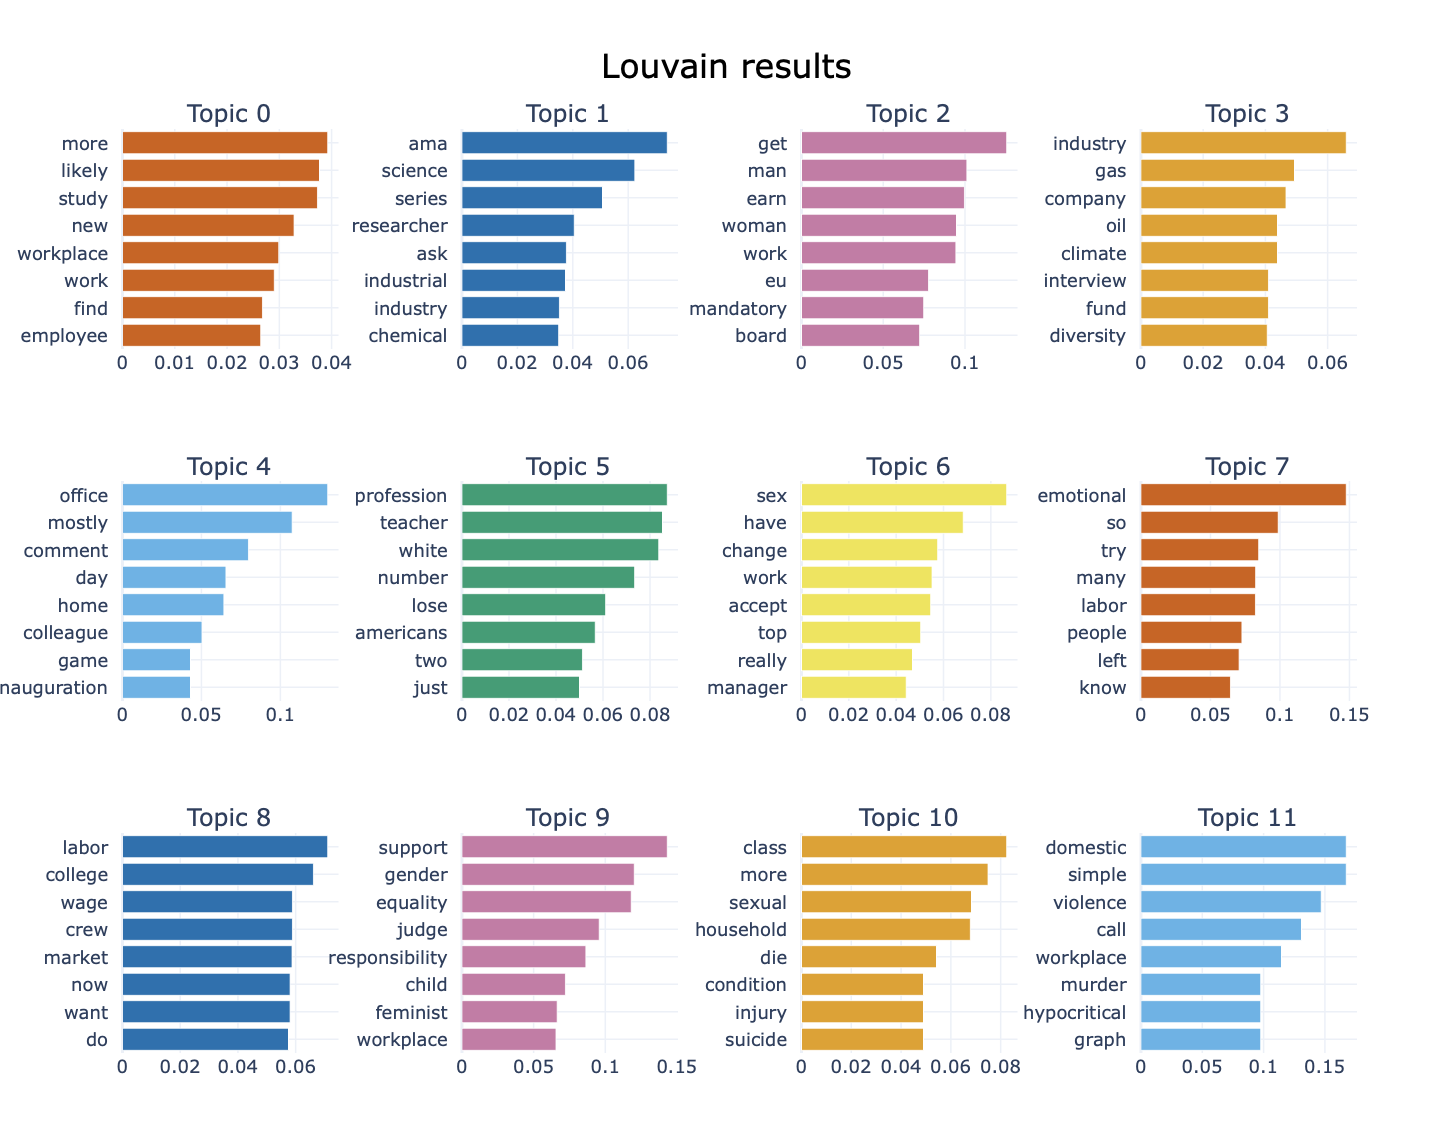 Louvain results
Topic 0
more
likely
study
new
workplace
work
find
employee
0 0.01 0.02 0.03 0.04
Topic 1
ama
science
series
researcher
ask
industrial
industry
chemical
0 0.02 0.04 0.06
Topic 2
get
man
earn
woman
work
eu
mandatory
board
0 0.05 0.1
Topic 3
industry
gas
company
oil
climate
interview
fund
diversity
0 0.02 0.04 0.06
Topic 4
office
mostly
comment
day
home
colleague
game
nauguration
0 0.05 0.1
Topic 5
profession
teacher
white
number
lose
americans
two
just
0 0.02 0.04 0.06 0.08
Topic 6
sex
have
change
work
accept
top
really
manager
0 0.02 0.04 0.06 0.08
Topic 7
emotional
so
try
many
labor
people
left
know
0 0.05 0.1 0.15
Topic 8
labor
college
wage
crew
market
now
want
do
0 0.02 0.04 0.06
Topic 9
support
gender
equality
judge
responsibility
child
feminist
workplace
0 0.05 0.1 0.15
Topic 10
class
more
sexual
household
die
condition
injury
suicide
0 0.02 0.04 0.06 0.08
Topic 11
domestic
simple
violence
call
workplace
murder
hypocritical
graph
0 0.05 0.1 0.15